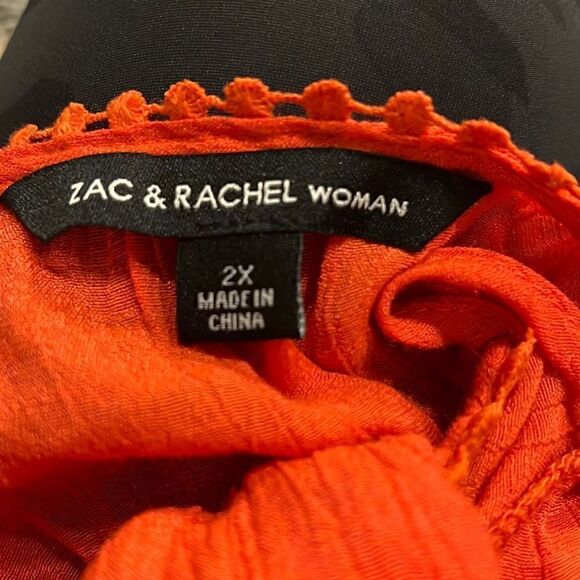 ZAC & RACHEL WOMAN
2X
MADE IN
CHINA